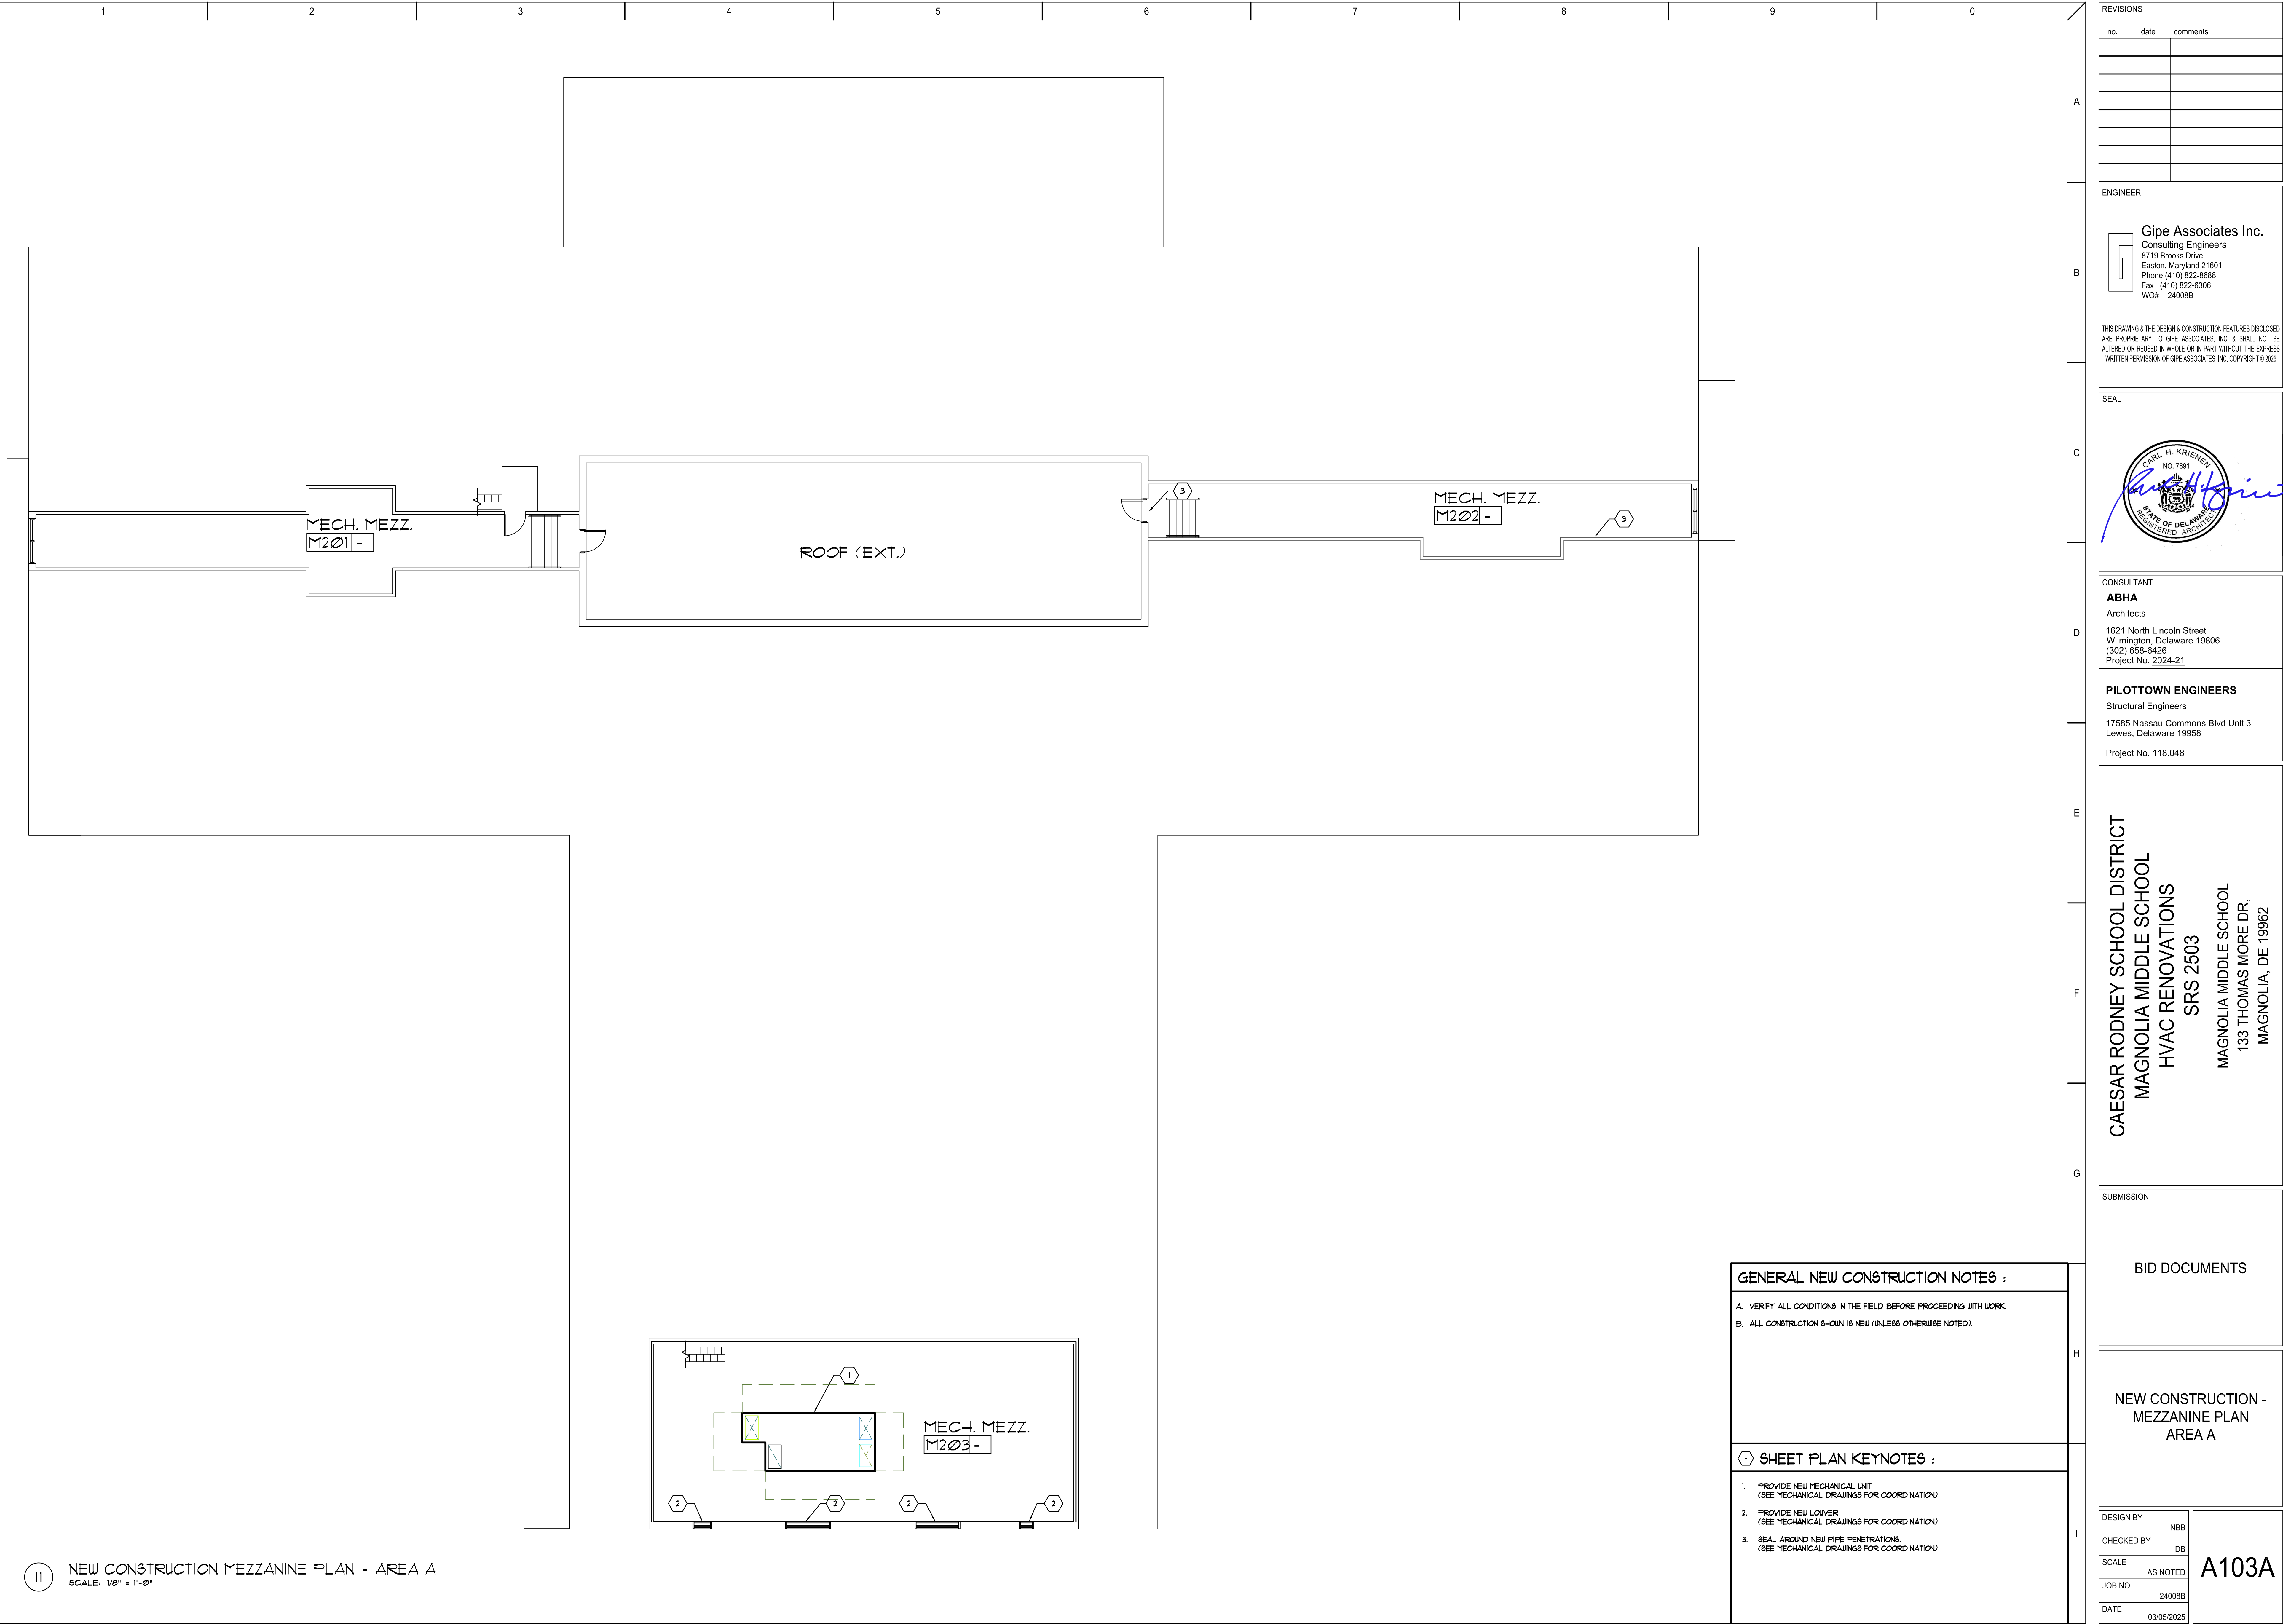 1 2 3 4 5 6 7 8 9 0
A
B
C
D
E
F
G
H
I
MECH. MEZZ.
M201 -
ROOF (EXT.)
3
MECH. MEZZ.
M202 -
3
1
MECH. MEZZ.
M203 -
2 2 2 2
I1
NEW CONSTRUCTION MEZZANINE PLAN - AREA A
SCALE: 1/8" = 1'-0"
GENERAL NEW CONSTRUCTION NOTES :
A. VERIFY ALL CONDITIONS IN THE FIELD BEFORE PROCEEDING WITH WORK.
B. ALL CONSTRUCTION SHOWN IS NEW (UNLESS OTHERWISE NOTED).
- SHEET PLAN KEYNOTES :
1. PROVIDE NEW MECHANICAL UNIT
(SEE MECHANICAL DRAWINGS FOR COORDINATION)
2. PROVIDE NEW LOUVER
(SEE MECHANICAL DRAWINGS FOR COORDINATION)
3. SEAL AROUND NEW PIPE PENETRATIONS.
(SEE MECHANICAL DRAWINGS FOR COORDINATION)
REVISIONS
no. date comments
ENGINEER
Gipe Associates Inc.
Consulting Engineers
8719 Brooks Drive
Easton, Maryland 21601
Phone (410) 822-8688
Fax (410) 822-6306
WO# 24008B
THIS DRAWING & THE DESIGN & CONSTRUCTION FEATURES DISCLOSED
ARE PROPRIETARY TO GIPE ASSOCIATES, INC. & SHALL NOT BE
ALTERED OR REUSED IN WHOLE OR IN PART WITHOUT THE EXPRESS
WRITTEN PERMISSION OF GIPE ASSOCIATES, INC. COPYRIGHT © 2025
SEAL
CARL H. KRIENEN
NO. 7891
STATE OF DELAWARE
REGISTERED ARCHITECT
CONSULTANT
ABHA
Architects
1621 North Lincoln Street
Wilmington, Delaware 19806
(302) 658-6426
Project No. 2024-21
PILOTTOWN ENGINEERS
Structural Engineers
17585 Nassau Commons Blvd Unit 3
Lewes, Delaware 19958
Project No. 118.048
CAESAR RODNEY SCHOOL DISTRICT
MAGNOLIA MIDDLE SCHOOL
HVAC RENOVATIONS
SRS 2503
MAGNOLIA MIDDLE SCHOOL
133 THOMAS MORE DR,
MAGNOLIA, DE 19962
SUBMISSION
BID DOCUMENTS
NEW CONSTRUCTION -
MEZZANINE PLAN
AREA A
DESIGN BY
NBB
CHECKED BY
DB
SCALE
AS NOTED
JOB NO.
24008B
DATE
03/05/2025
A103A